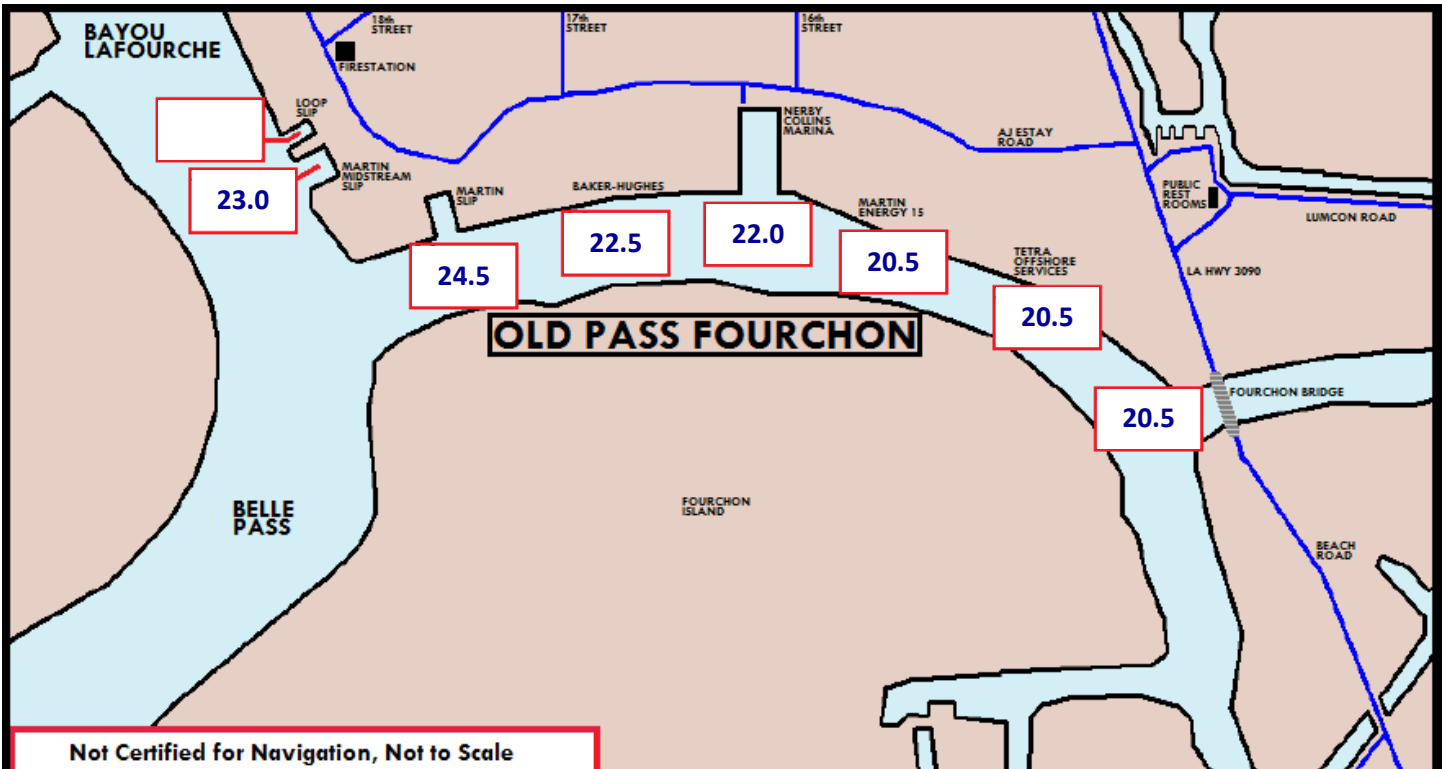 BAYOU
LAFOURCHE
18th
STREET
17th
STREET
16th
STREET
FIRESTATION
LOOP
SLIP
NERBY
COLLINS
MARINA
AJ ESTAY
ROAD
MARTIN
MIDSTREAM
SLIP
23.0
MARTIN
SLIP
BAKER-HUGHES
MARTIN
ENERGY 15
PUBLIC
REST
ROOMS
LUMCON ROAD
24.5
22.5
22.0
20.5
TETRA
OFFSHORE
SERVICES
LA HWY 3090
20.5
OLD PASS FOURCHON
FOURCHON BRIDGE
20.5
BELLE
PASS
FOURCHON
ISLAND
BEACH
ROAD
Not Certified for Navigation, Not to Scale